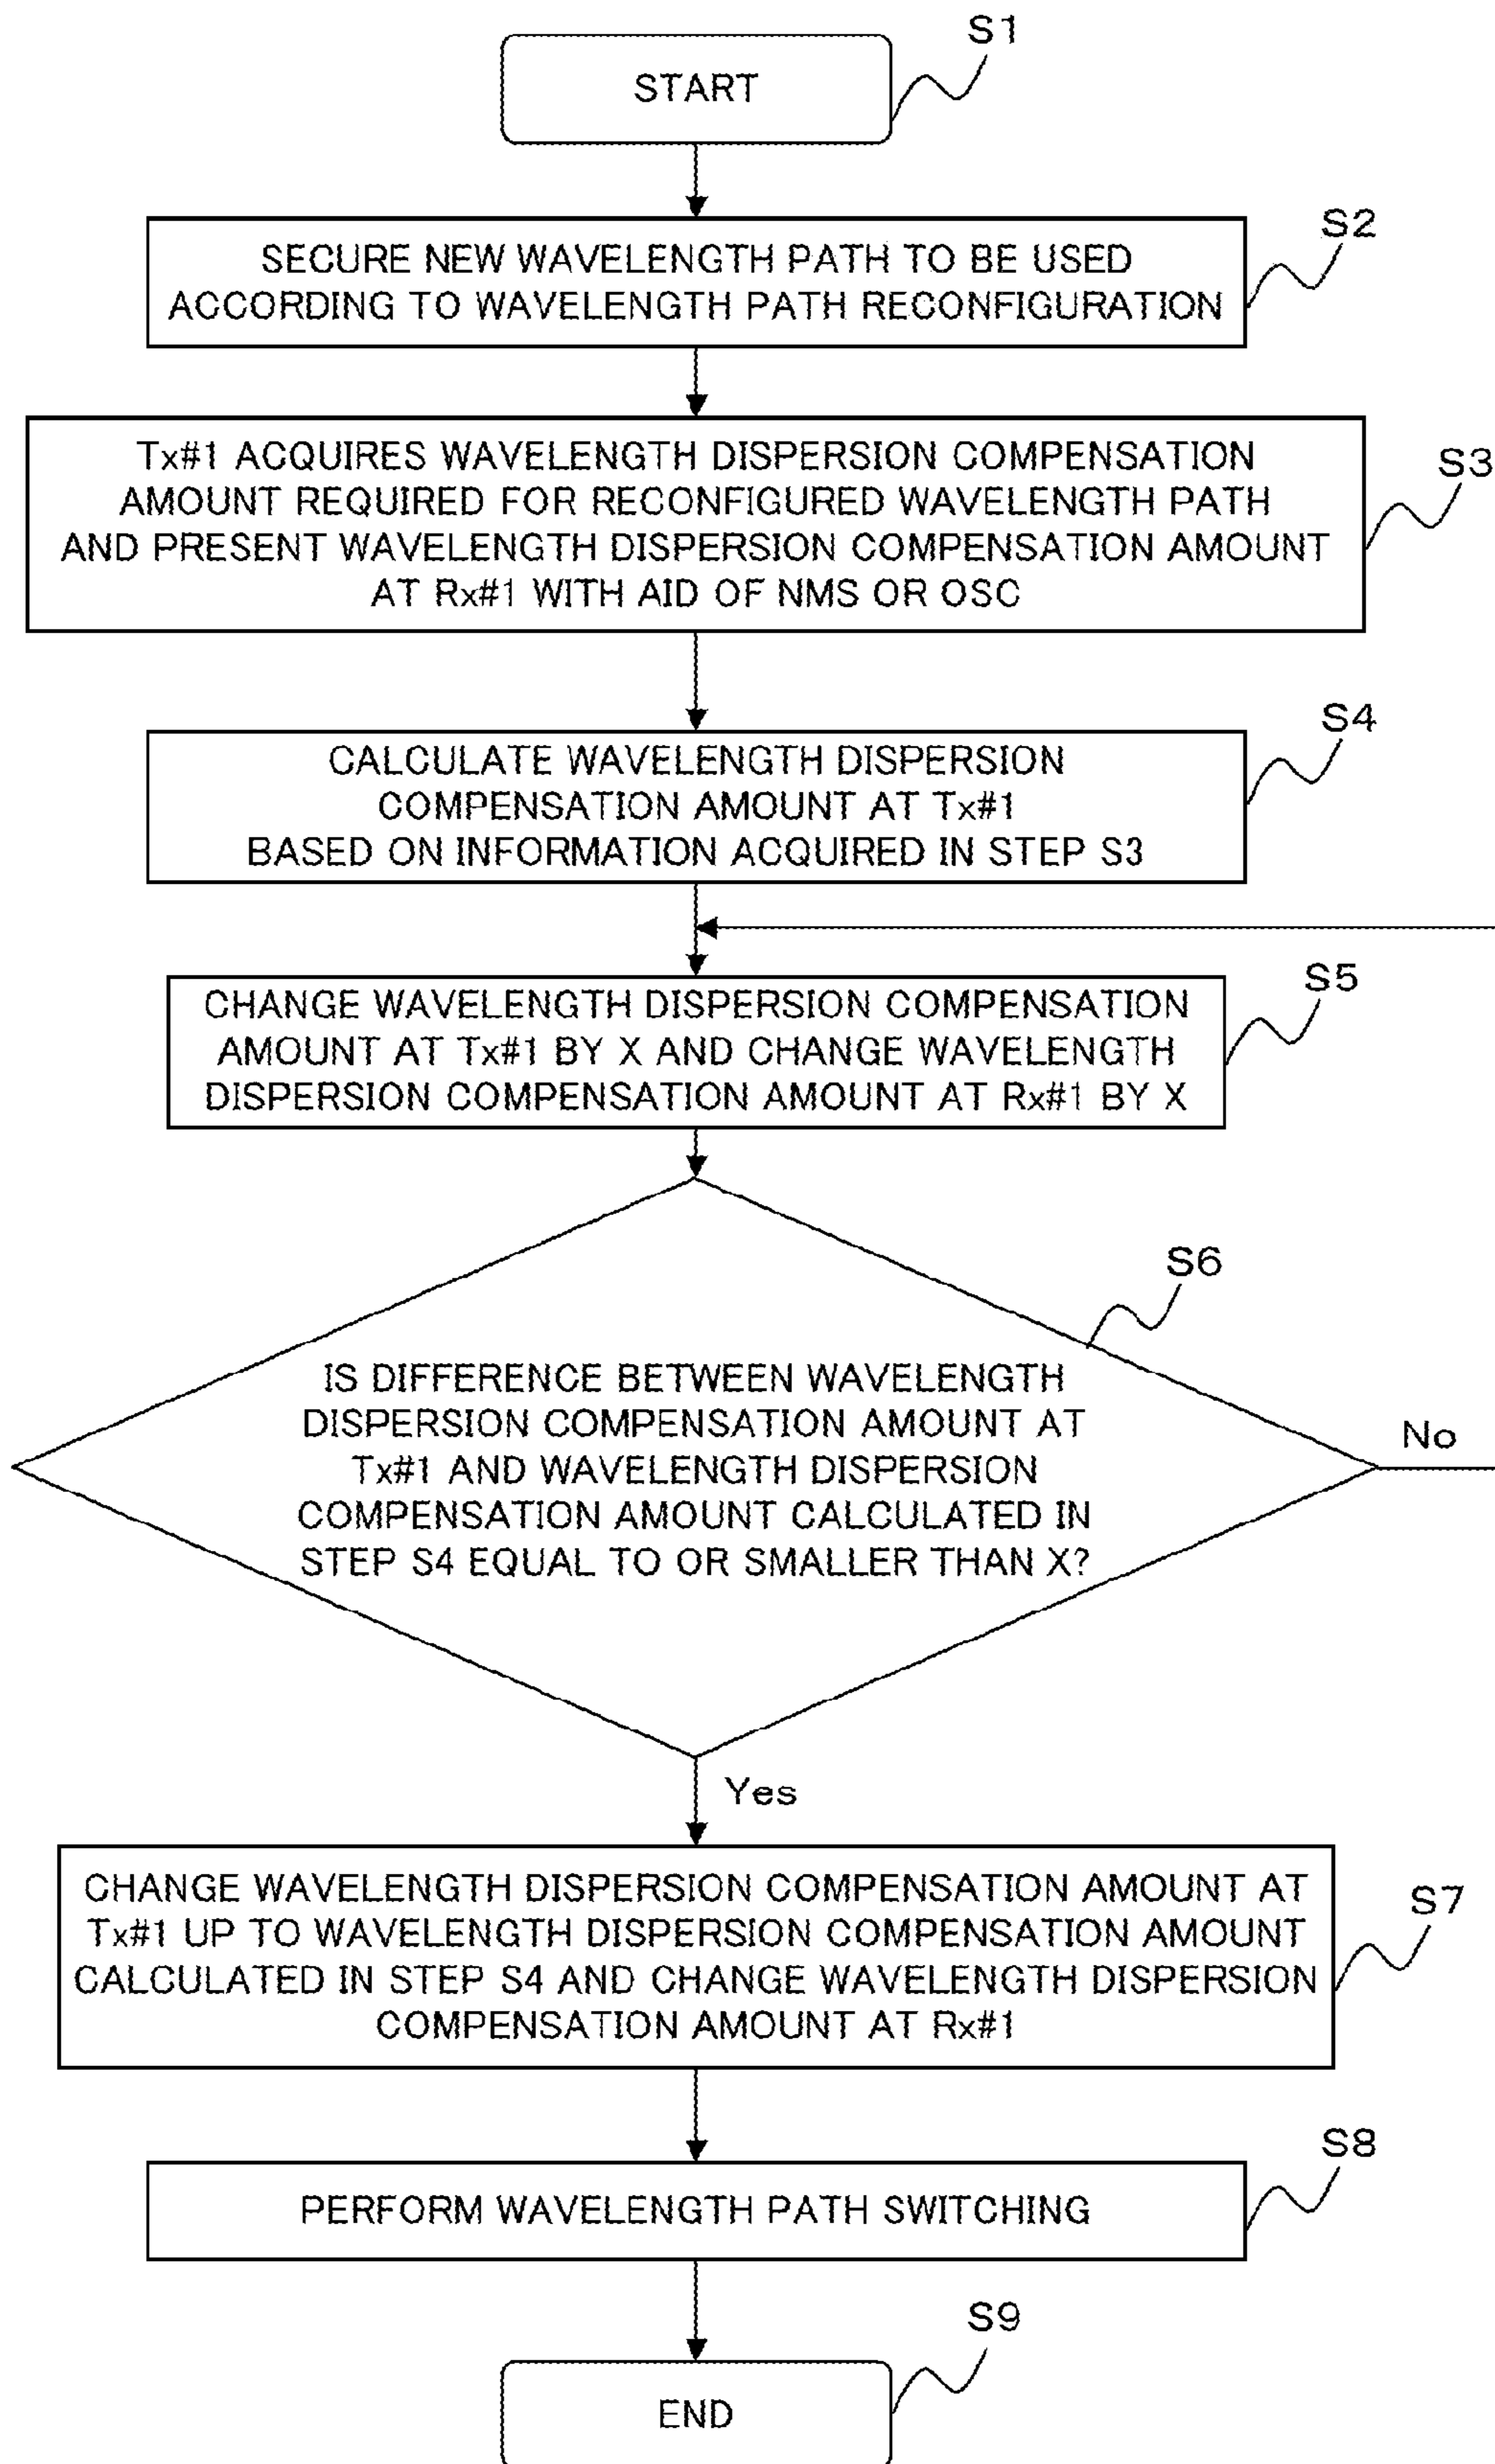 S1
START
S2
SECURE NEW WAVELENGTH PATH TO BE USED
ACCORDING TO WAVELENGTH PATH RECONFIGURATION
S3
Tx#1 ACQUIRES WAVELENGTH DISPERSION COMPENSATION
AMOUNT REQUIRED FOR RECONFIGURED WAVELENGTH PATH
AND PRESENT WAVELENGTH DISPERSION COMPENSATION AMOUNT
AT Rx#1 WITH AID OF NMS OR OSC
S4
CALCULATE WAVELENGTH DISPERSION
COMPENSATION AMOUNT AT Tx#1
BASED ON INFORMATION ACQUIRED IN STEP S3
S5
CHANGE WAVELENGTH DISPERSION COMPENSATION
AMOUNT AT Tx#1 BY X AND CHANGE WAVELENGTH
DISPERSION COMPENSATION AMOUNT AT Rx#1 BY X
S6
IS DIFFERENCE BETWEEN WAVELENGTH
DISPERSION COMPENSATION AMOUNT AT
Tx#1 AND WAVELENGTH DISPERSION
COMPENSATION AMOUNT CALCULATED IN
STEP S4 EQUAL TO OR SMALLER THAN X?
No
Yes
S7
CHANGE WAVELENGTH DISPERSION COMPENSATION AMOUNT AT
Tx#1 UP TO WAVELENGTH DISPERSION COMPENSATION AMOUNT
CALCULATED IN STEP S4 AND CHANGE WAVELENGTH DISPERSION
COMPENSATION AMOUNT AT Rx#1
S8
PERFORM WAVELENGTH PATH SWITCHING
S9
END